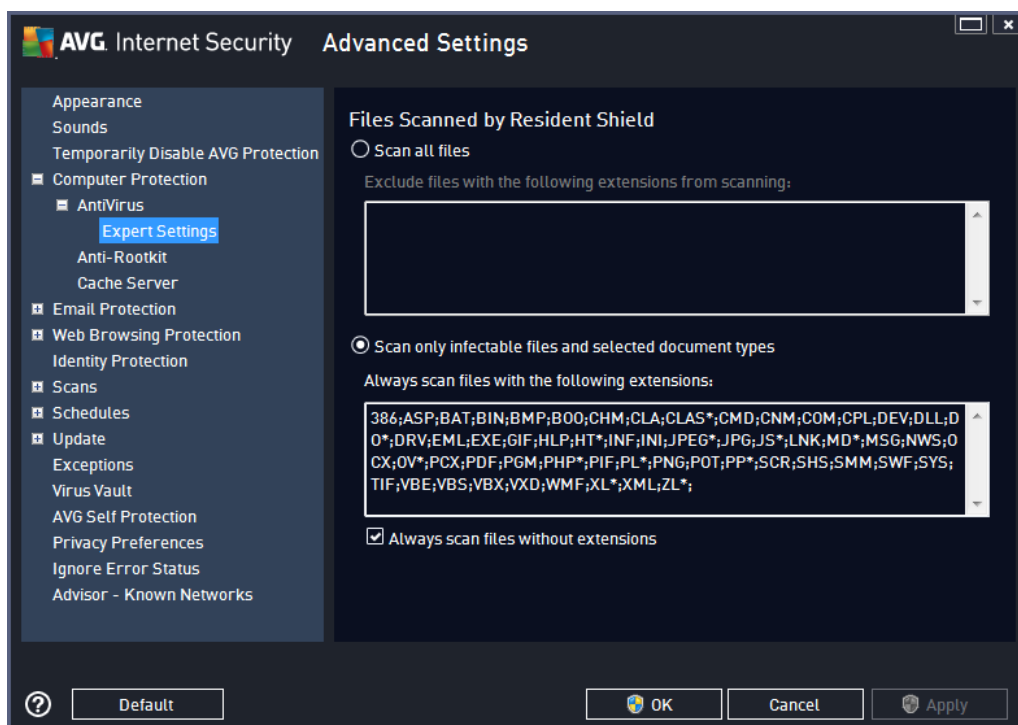 AVG. Internet Security Advanced Settings
Appearance
Sounds
Temporarily Disable AVG Protection
Computer Protection
AntiVirus
Expert Settings
Anti-Rootkit
Cache Server
Email Protection
Web Browsing Protection
Identity Protection
Scans
Schedules
Update
Exceptions
Virus Vault
AVG Self Protection
Privacy Preferences
Ignore Error Status
Advisor - Known Networks
Files Scanned by Resident Shield
Scan all files
Exclude files with the following extensions from scanning:
Scan only infectable files and selected document types
Always scan files with the following extensions:
386;ASP;BAT;BIN;BMP;BOO;CHM;CLA;CLAS*;CMD;CNM;COM;CPL;DEV;DLL;D
O*;DRV;EML;EXE;GIF;HLP;HT*;INF;INI;JPEG*;JPG;JS*;LNK;MD*;MSG;NWS;O
CX;OV*;PCX;PDF;PGM;PHP*;PIF;PL*;PNG;POT;PP*;SCR;SHS;SMM;SWF;SYS;
TIF;VBE;VBS;VBX;VXD;WMF;XL*;XML;ZL*;
Always scan files without extensions
? Default OK Cancel Apply